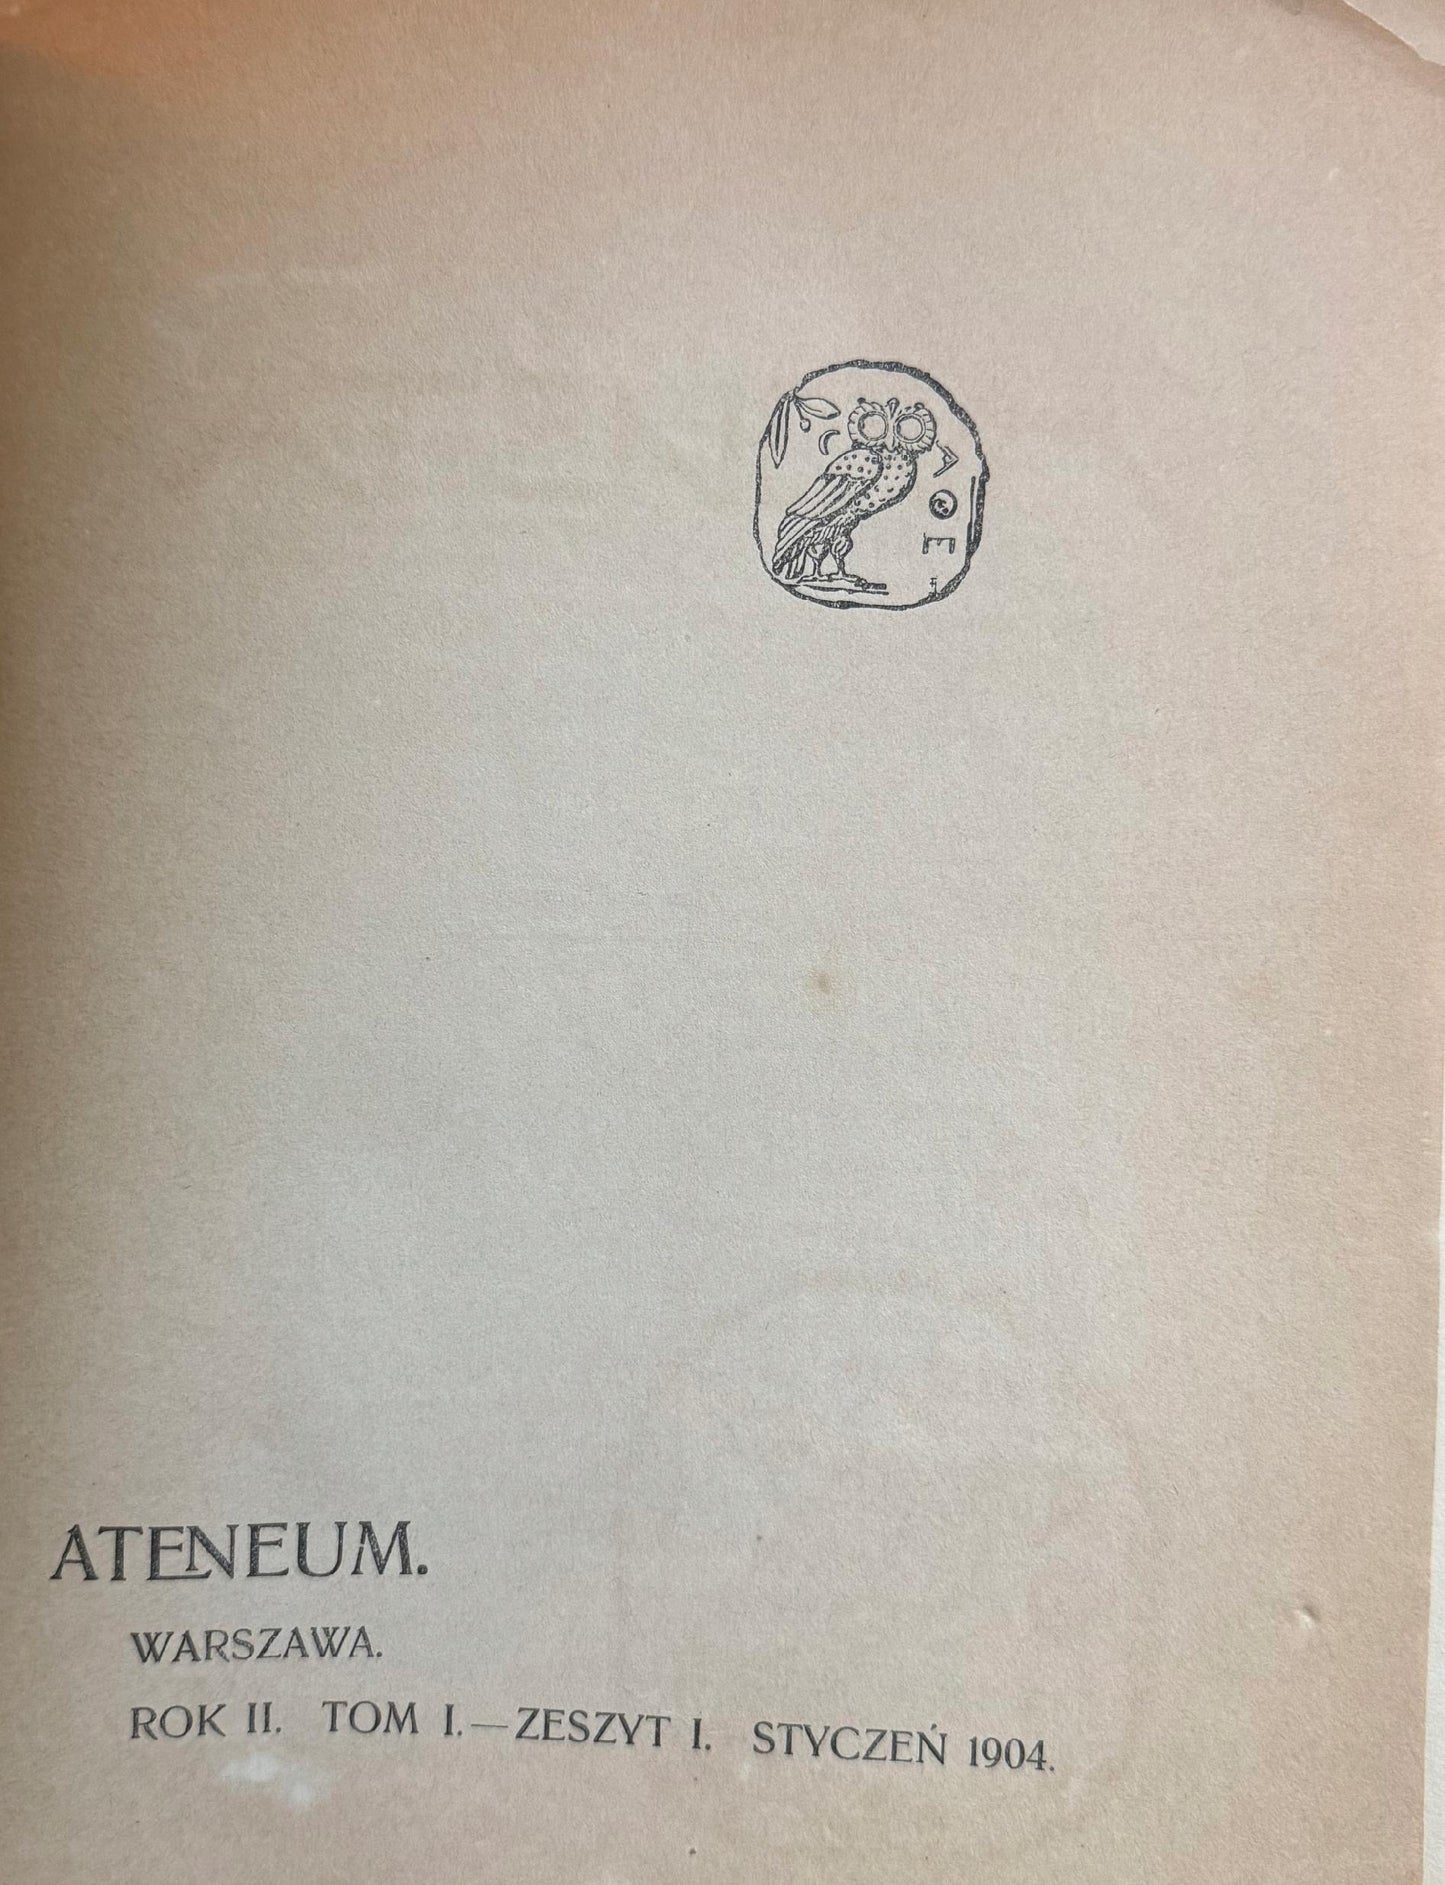 Α
Θ
Ε
ATENEUM.
WARSZAWA.
ROK II. TOM I.—ZESZYT I. STYCZEŃ 1904.